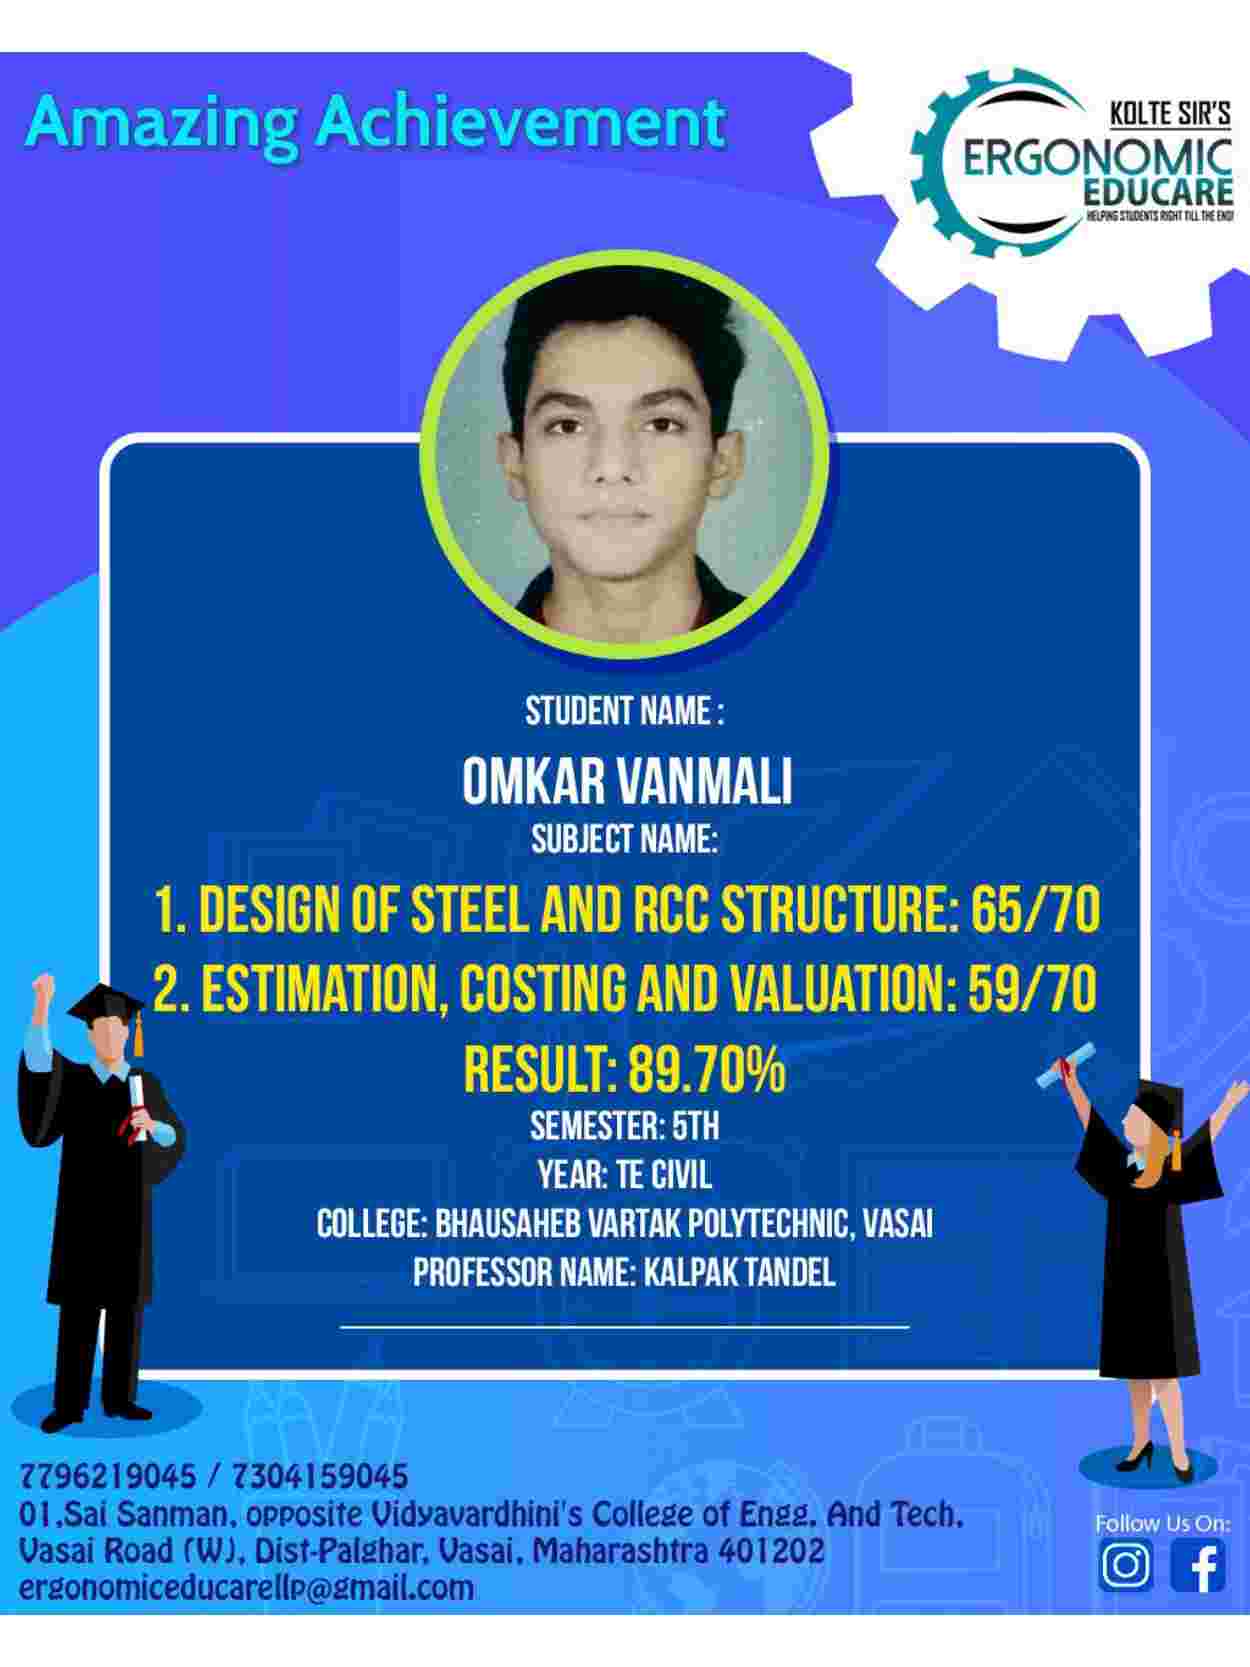 Amazing Achievement
KOLTE SIR'S
ERGONOMIC
EDUCARE
HELPING STUDENTS RIGHT TILL THE END!
STUDENT NAME :
OMKAR VANMALI
SUBJECT NAME:
1. DESIGN OF STEEL AND RCC STRUCTURE: 65/70
2. ESTIMATION, COSTING AND VALUATION: 59/70
RESULT: 89.70%
SEMESTER: 5TH
YEAR: TE CIVIL
COLLEGE: BHAUSAHEB VARTAK POLYTECHNIC, VASAI
PROFESSOR NAME: KALPAK TANDEL
7796219045 / 7304159045
01,Sai Sanman, opposite Vidyavardhini's College of Engg. And Tech,
Vasai Road (W), Dist-Palghar, Vasai, Maharashtra 401202
ergonomiceducarellp@gmail.com
Follow Us On: